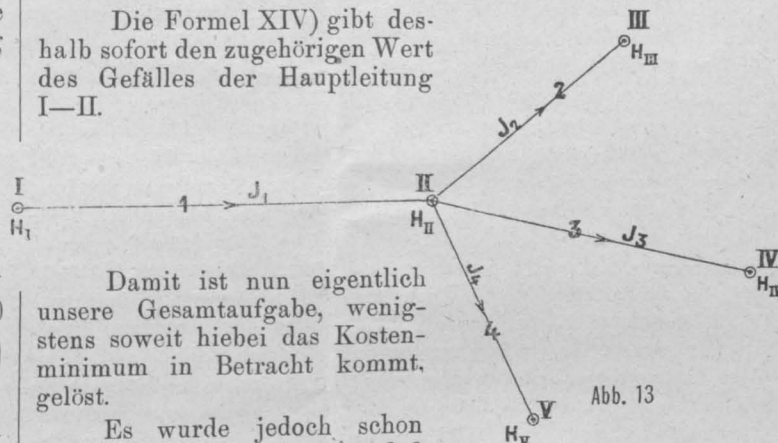 Die Formel XIV) gibt des-
halb sofort den zugehörigen Wert
des Gefälles der Hauptleitung
I—II.
III
H_III
2
J_2
I
1
J_1
II
H_I
H_II
3
J_3
IV
J_4
4
Damit ist nun eigentlich
unsere Gesamtaufgabe, wenig-
stens soweit hiebei das Kosten-
minimum in Betracht kommt,
gelöst.
Abb. 13
V
H_V
Es wurde jedoch schon